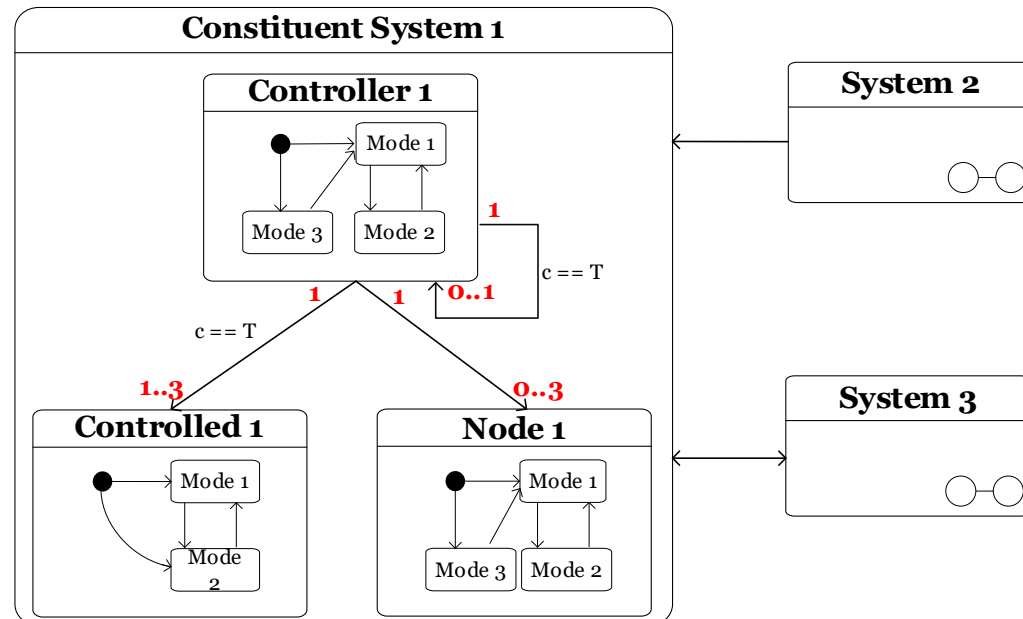 Constituent System 1
Controller 1
Mode 1
Mode 3
Mode 2
1
c == T
0..1
1
1
c == T
1..3
0..3
Controlled 1
Mode 1
Mode
2
Node 1
Mode 1
Mode 3
Mode 2
System 2
System 3